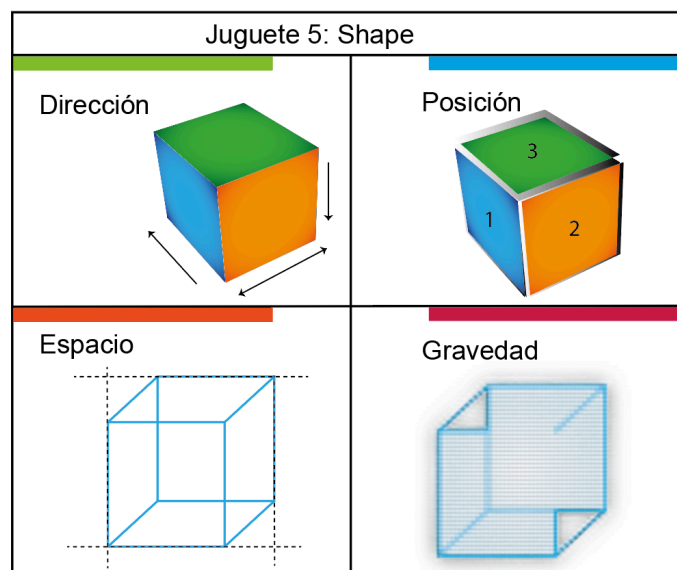 Juguete 5: Shape
Dirección
Posición
3
1
2
Espacio
Gravedad